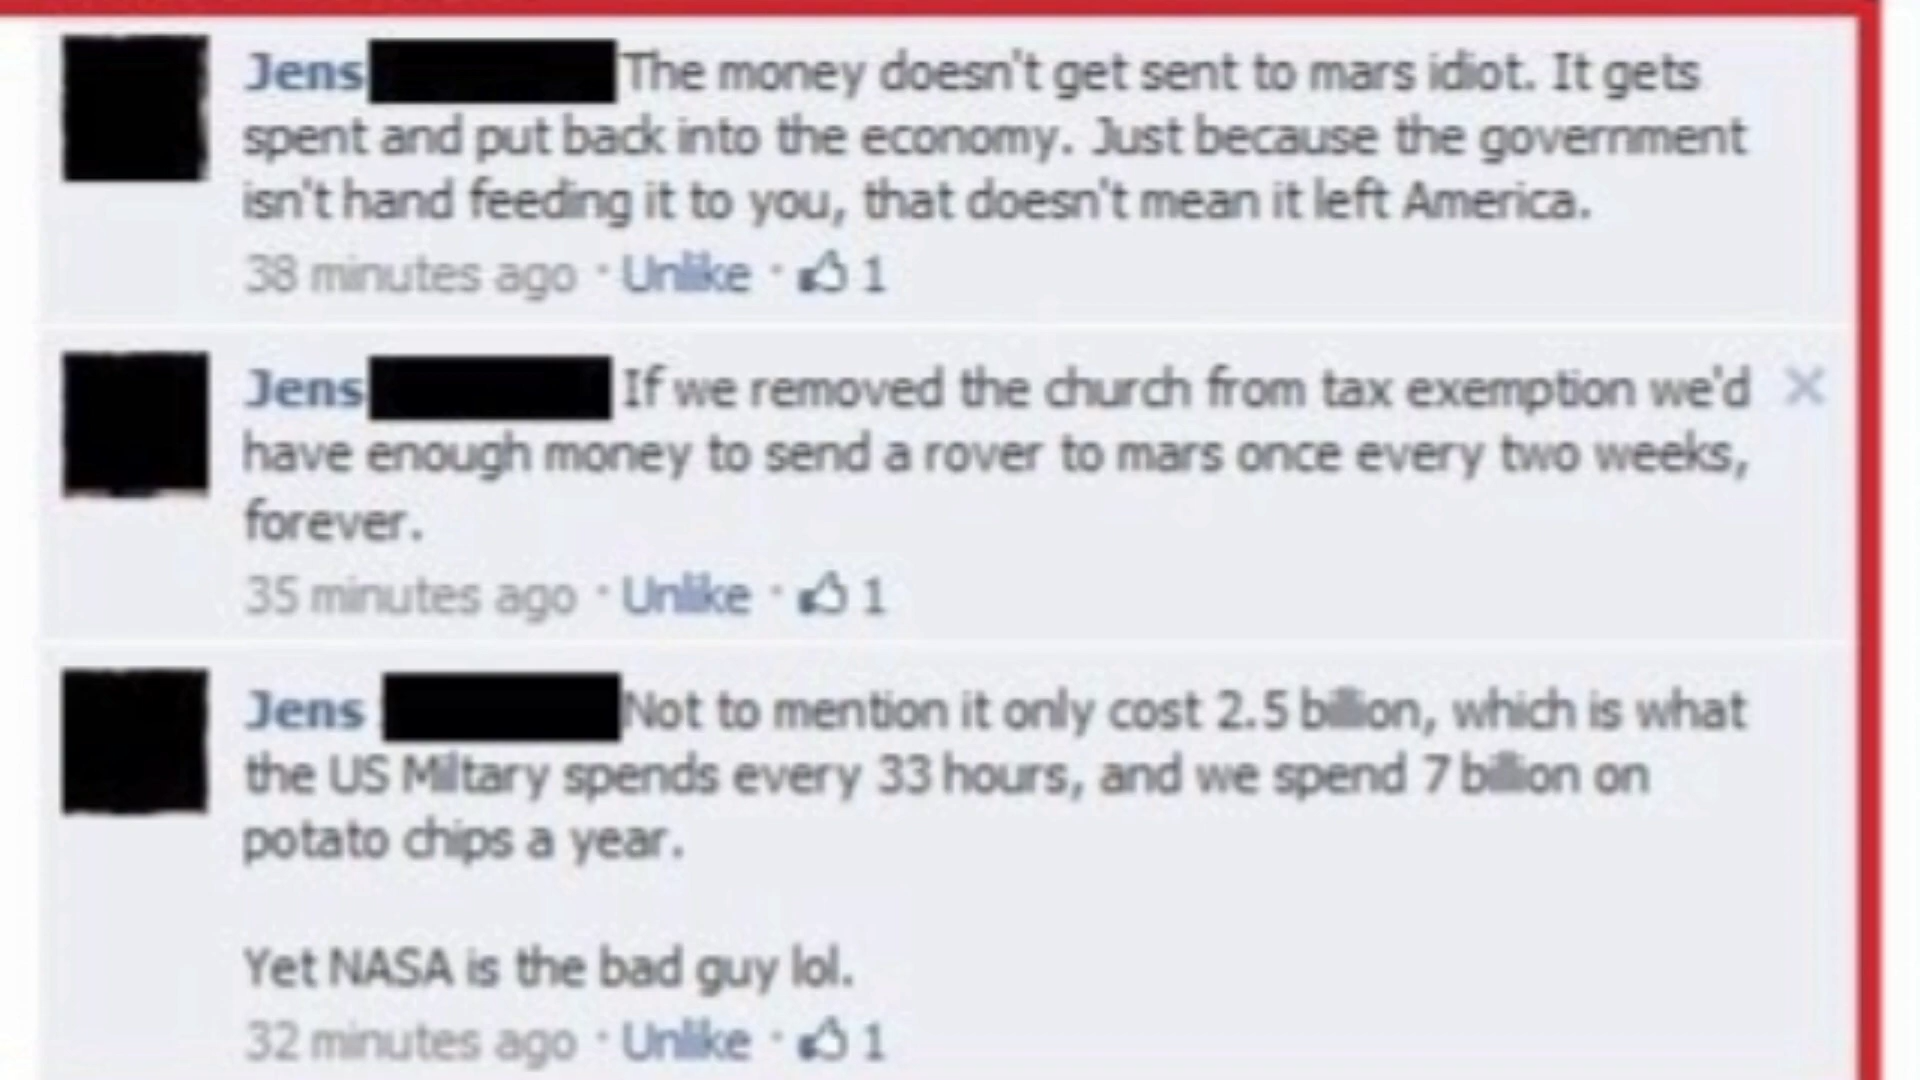 Jens The money doesn't get sent to mars idiot. It gets
spent and put back into the economy. Just because the government
isn't hand feeding it to you, that doesn't mean it left America.
38 minutes ago · Unlike · 1
Jens If we removed the church from tax exemption we'd
have enough money to send a rover to mars once every two weeks,
forever.
35 minutes ago · Unlike · 1
Jens Not to mention it only cost 2.5 billion, which is what
the US Miltary spends every 33 hours, and we spend 7 billion on
potato chips a year.
Yet NASA is the bad guy lol.
32 minutes ago · Unlike · 1